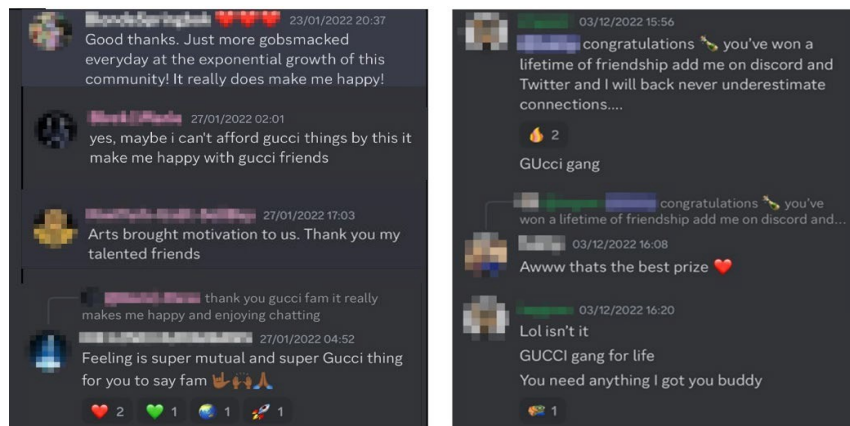 23/01/2022 20:37
Good thanks. Just more gobsmacked
everyday at the exponential growth of this
community! It really does make me happy!
27/01/2022 02:01
yes, maybe i can't afford gucci things by this it
make me happy with gucci friends
27/01/2022 17:03
Arts brought motivation to us. Thank you my
talented friends
thank you gucci fam it really
makes me happy and enjoying chatting
27/01/2022 04:52
Feeling is super mutual and super Gucci thing
for you to say fam 🤟🏾🙌🏾🙏🏾
❤️ 2 💚 1 🌏 1 🚀 1
03/12/2022 15:56
congratulations 🍾 you've won a
lifetime of friendship add me on discord and
Twitter and I will back never underestimate
connections....
🔥 2
GUcci gang
congratulations 🍾 you've
won a lifetime of friendship add me on discord and...
03/12/2022 16:08
Awww thats the best prize ❤️
03/12/2022 16:20
Lol isn't it
GUCCI gang for life
You need anything I got you buddy
1